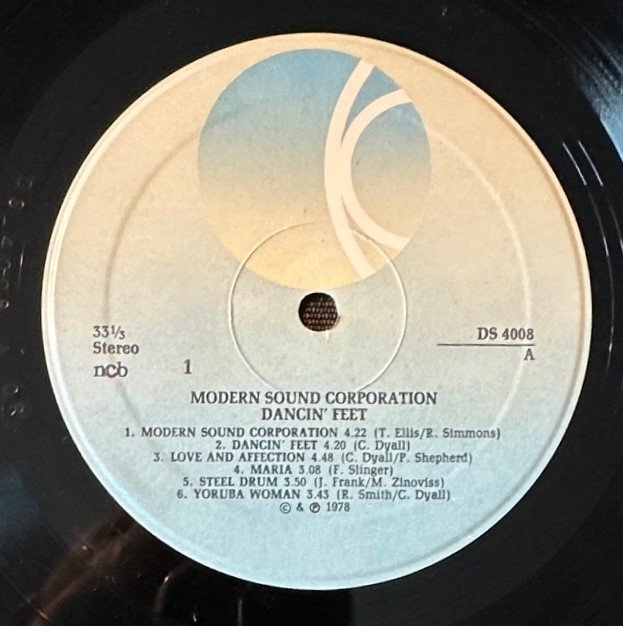 33⅓
Stereo
ncb
1
DS 4008
A
MODERN SOUND CORPORATION
DANCIN' FEET
1. MODERN SOUND CORPORATION 4.22 (T. Ellis/R. Simmons)
2. DANCIN' FEET 4.20 (C. Dyall)
3. LOVE AND AFFECTION 4.48 (C. Dyall/P. Shepherd)
4. MARIA 3.08 (F. Slinger)
5. STEEL DRUM 3.50 (J. Frank/M. Zinoviss)
6. YORUBA WOMAN 3.43 (R. Smith/C. Dyall)
© & ℗ 1978